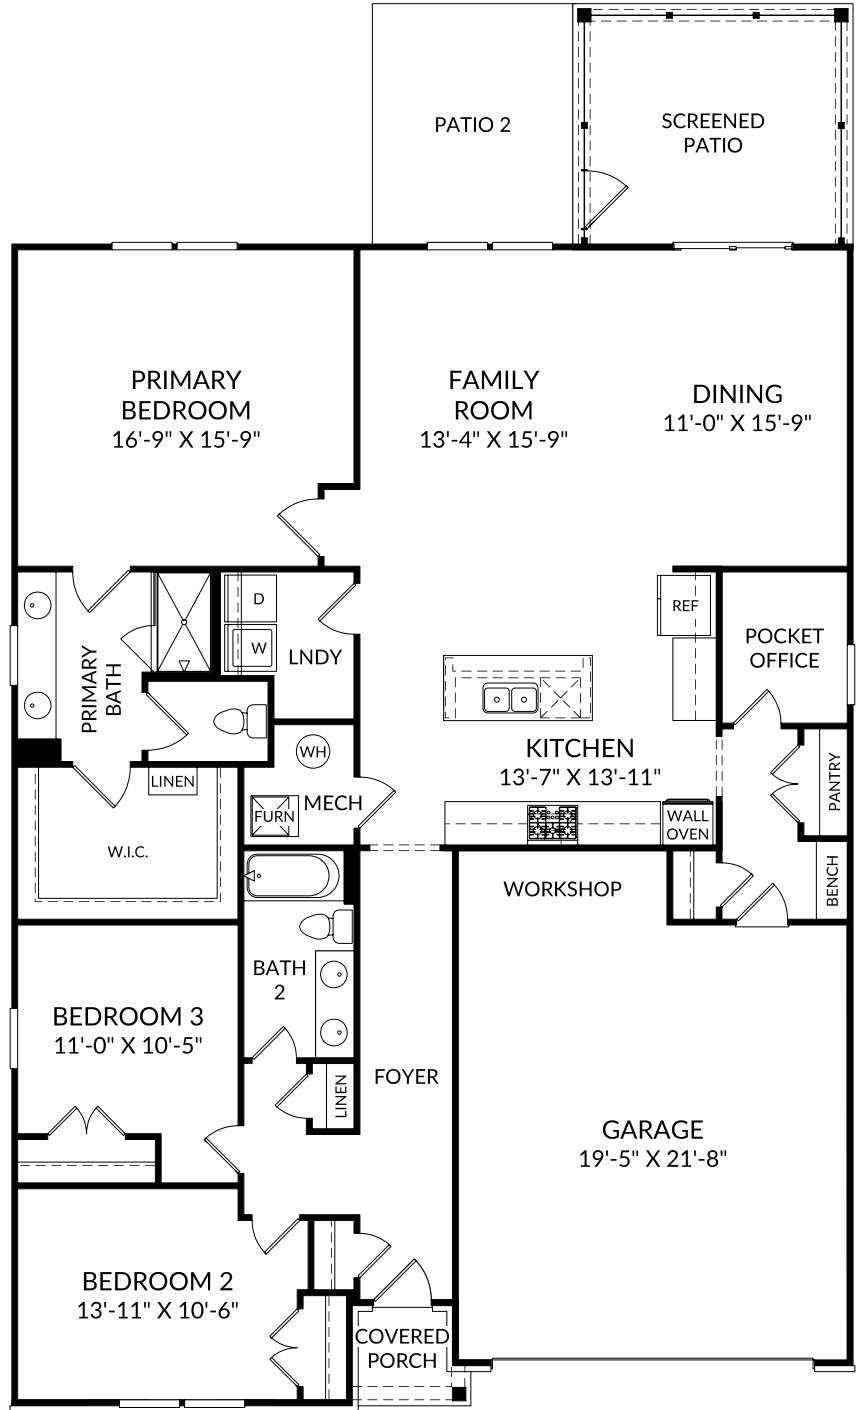 PATIO 2
SCREENED
PATIO
PRIMARY
BEDROOM
16'-9" X 15'-9"
FAMILY
ROOM
13'-4" X 15'-9"
DINING
11'-0" X 15'-9"
D
W
LNDY
PRIMARY
BATH
REF
POCKET
OFFICE
KITCHEN
13'-7" X 13'-11"
WH
MECH
FURN
LINEN
W.I.C.
WALL
OVEN
PANTRY
BENCH
WORKSHOP
BATH
2
BEDROOM 3
11'-0" X 10'-5"
LINEN
FOYER
GARAGE
19'-5" X 21'-8"
BEDROOM 2
13'-11" X 10'-6"
COVERED
PORCH